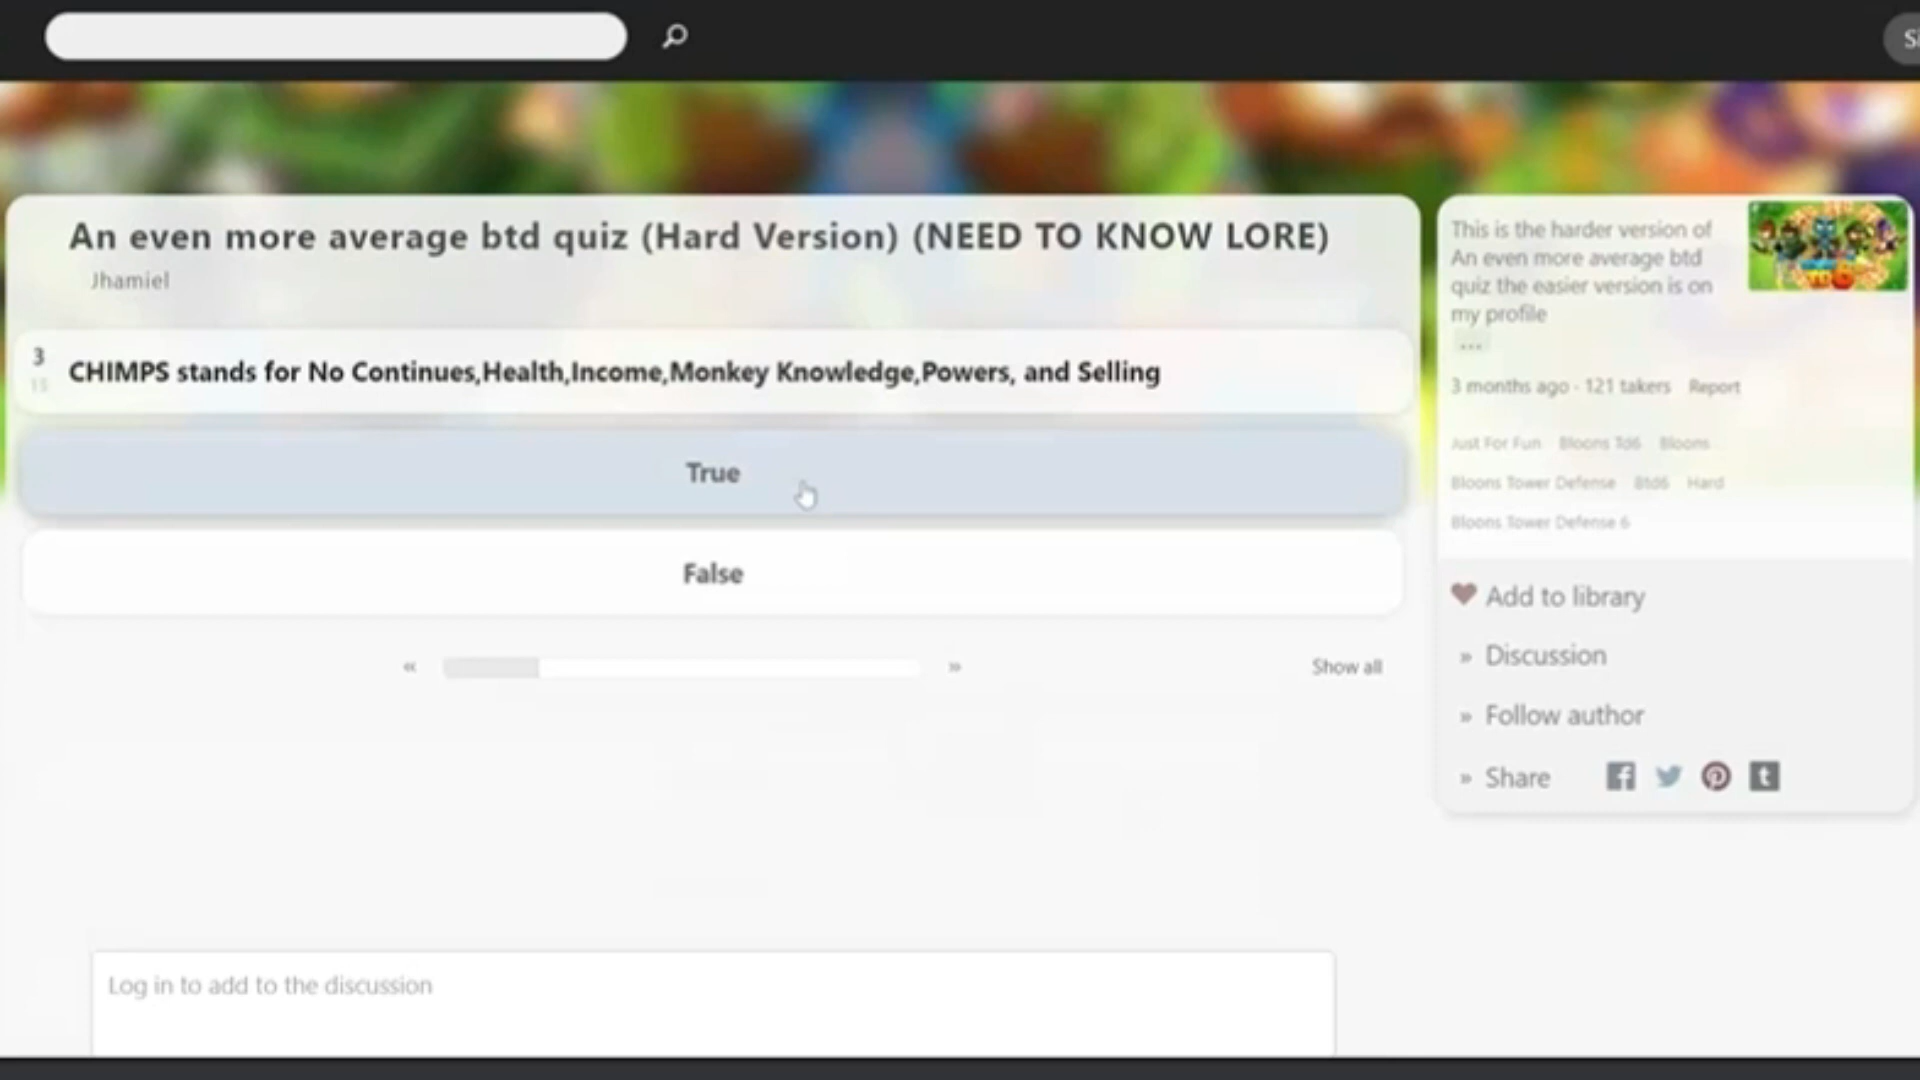 Si
An even more average btd quiz (Hard Version) (NEED TO KNOW LORE)
Jhamiel
3
15
CHIMPS stands for No Continues,Health,Income,Monkey Knowledge,Powers, and Selling
True
False
«
»
Show all
Log in to add to the discussion
This is the harder version of
An even more average btd
quiz the easier version is on
my profile
...
3 months ago · 121 takers Report
Just For Fun Bloons Td6 Bloons
Bloons Tower Defense Btd6 Hard
Bloons Tower Defense 6
Add to library
» Discussion
» Follow author
» Share